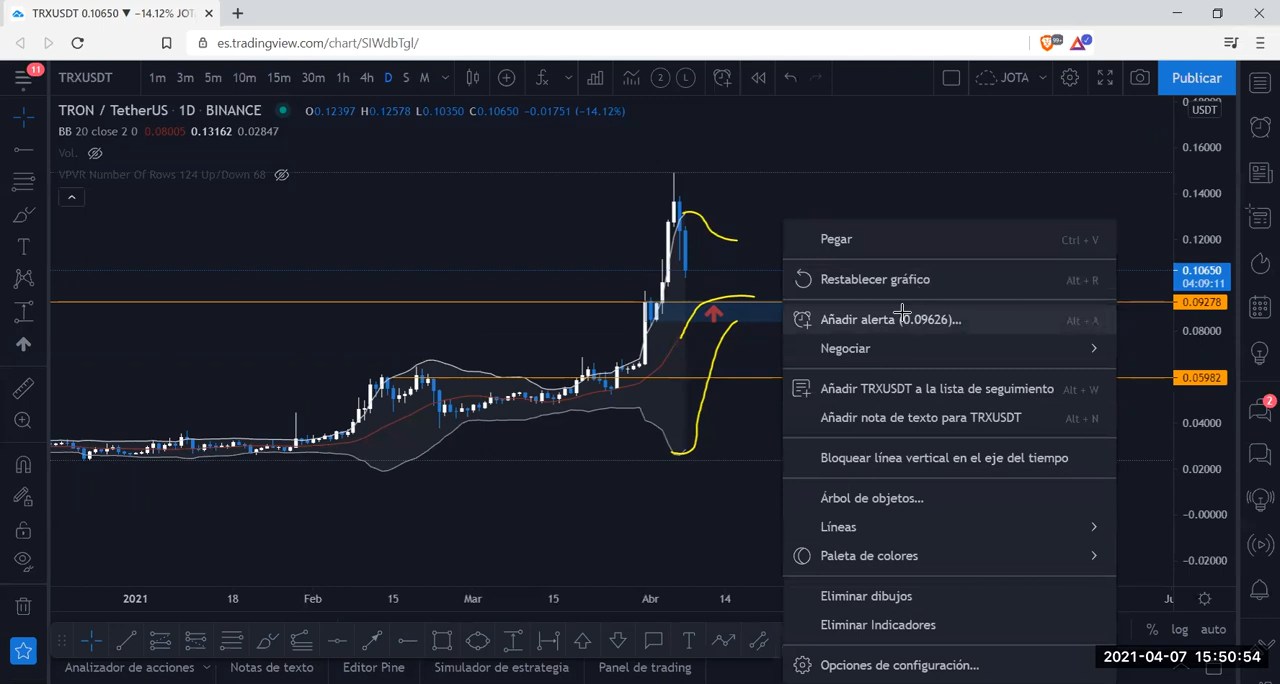 TRXUSDT 0.10650 ▼ −14.12% JOT
es.tradingview.com/chart/SIWdbTgl/
99+
11
TRXUSDT
1m 3m 5m 10m 15m 30m 1h 4h D S M
2 L
JOTA
Publicar
TRON / TetherUS · 1D · BINANCE
O0.12397 H0.12578 L0.10350 C0.10650 −0.01751 (−14.12%)
BB 20 close 2 0 0.08005 0.13162 0.02847
Vol.
VPVR Number Of Rows 124 Up/Down 68
USDT
0.16000
0.14000
0.12000
0.10650
04:09:11
0.09278
0.08000
0.05982
0.04000
0.02000
−0.00000
−0.02000
Pegar Ctrl + V
Restablecer gráfico Alt + R
Añadir alerta (0.09626)... Alt + A
Negociar
Añadir TRXUSDT a la lista de seguimiento Alt + W
Añadir nota de texto para TRXUSDT Alt + N
Bloquear línea vertical en el eje del tiempo
Árbol de objetos...
Líneas
Paleta de colores
Eliminar dibujos
Eliminar Indicadores
Opciones de configuración...
2
2021 18 Feb 15 Mar 15 Abr 14
% log auto
2021-04-07 15:50:54
Analizador de acciones Notas de texto Editor Pine Simulador de estrategia Panel de trading